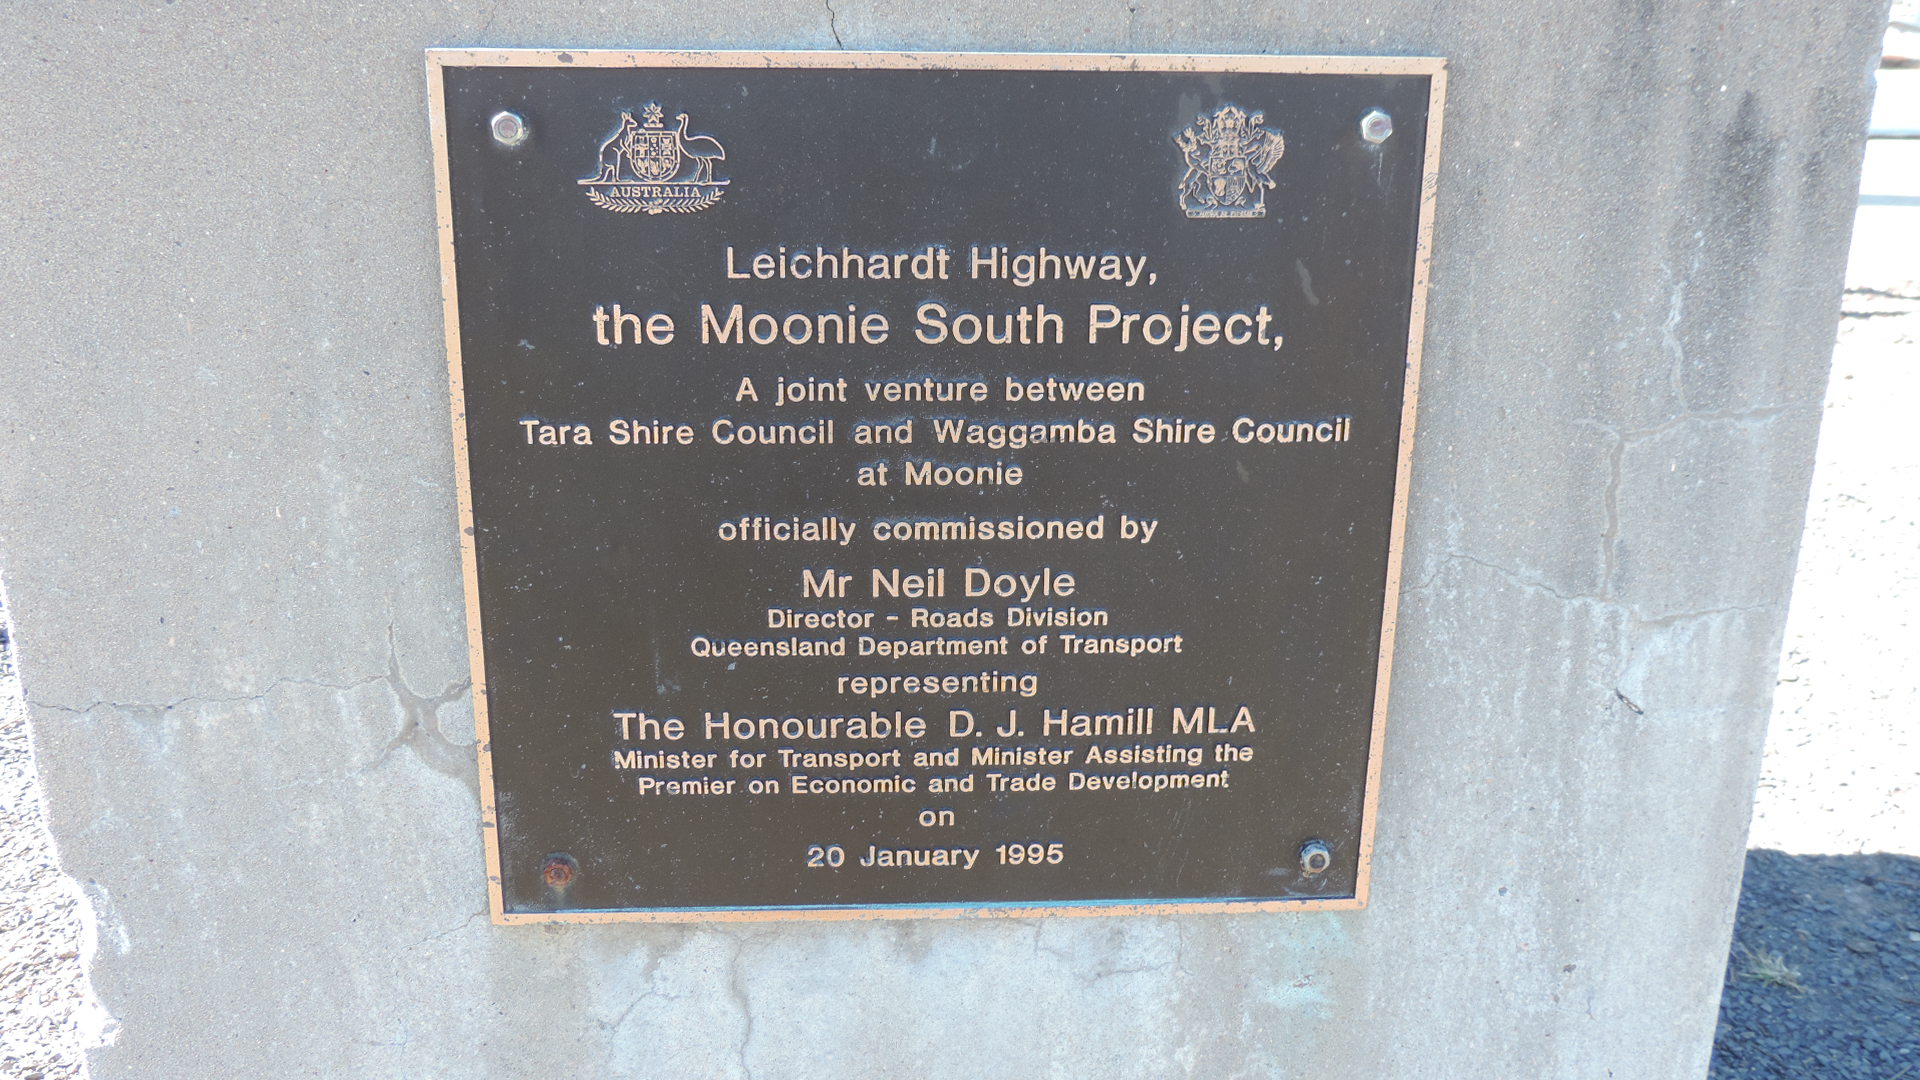 AUSTRALIA
Leichhardt Highway,
the Moonie South Project,
A joint venture between
Tara Shire Council and Waggamba Shire Council
at Moonie
officially commissioned by
Mr Neil Doyle
Director - Roads Division
Queensland Department of Transport
representing
The Honourable D. J. Hamill MLA
Minister for Transport and Minister Assisting the
Premier on Economic and Trade Development
on
20 January 1995